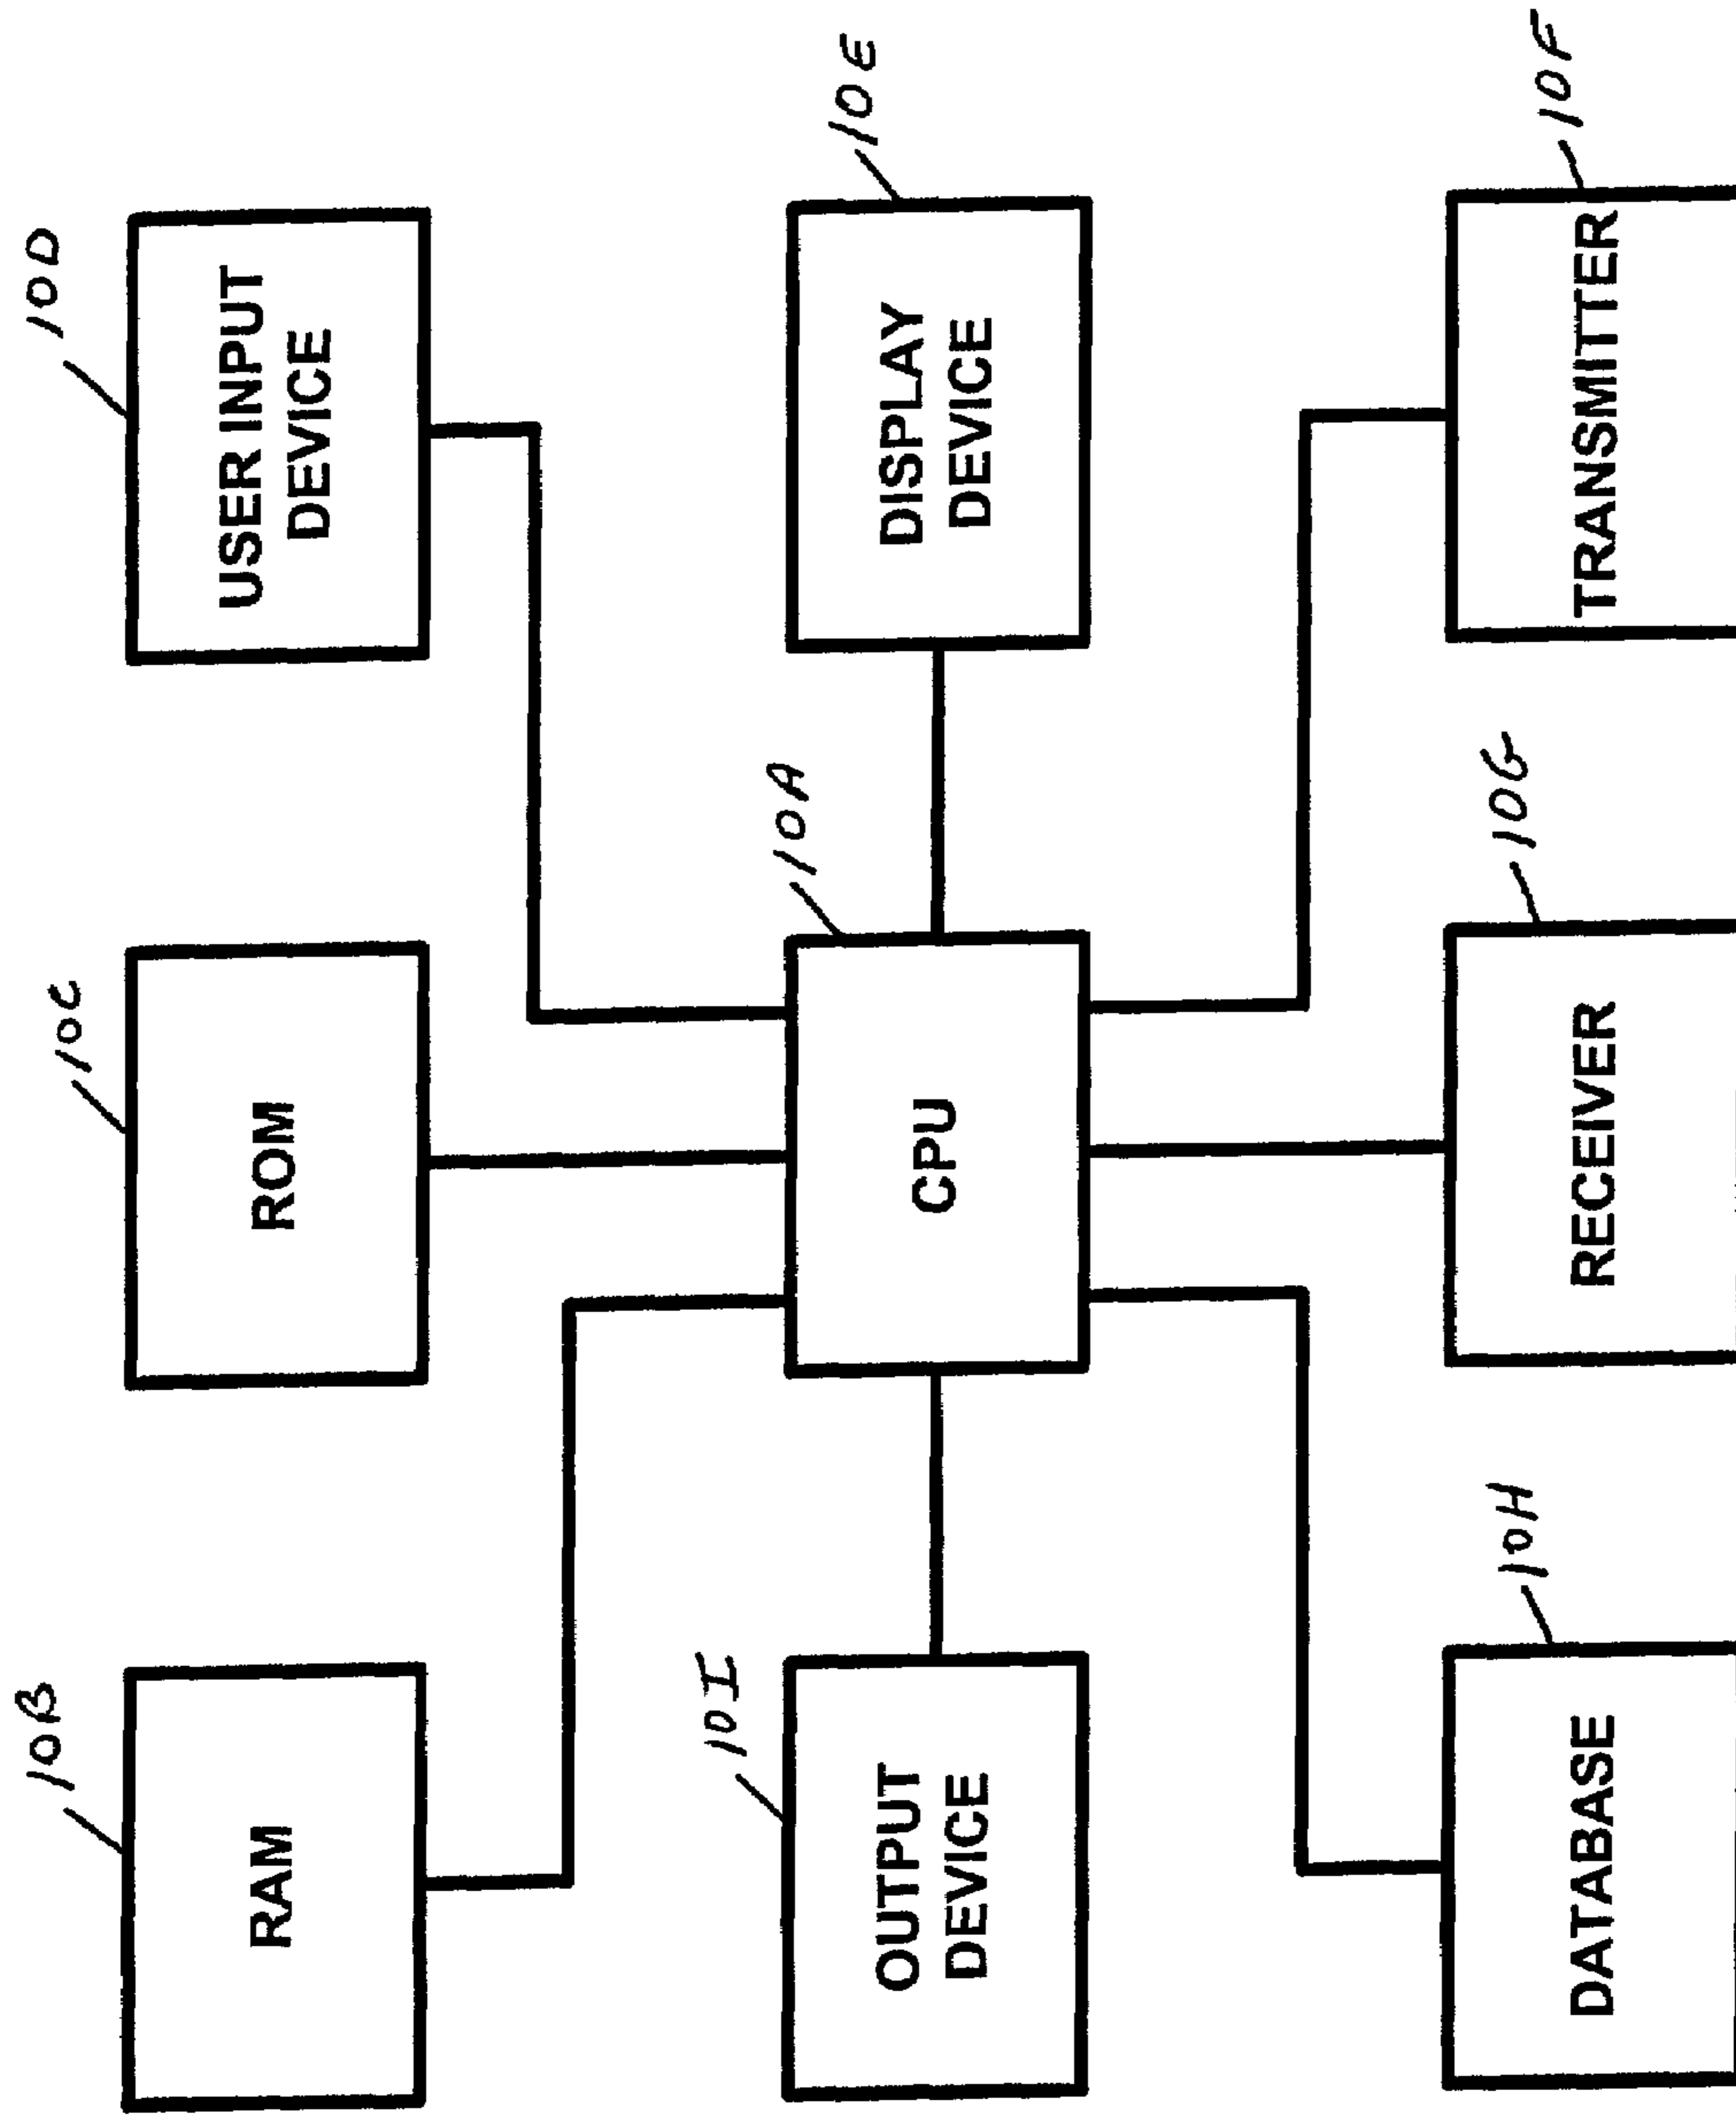 10B
10C
10D
RAM
ROM
USER INPUT
DEVICE
10I
10A
10E
OUTPUT
DEVICE
CPU
DISPLAY
DEVICE
10H
10G
10F
DATABASE
RECEIVER
TRANSMITTER